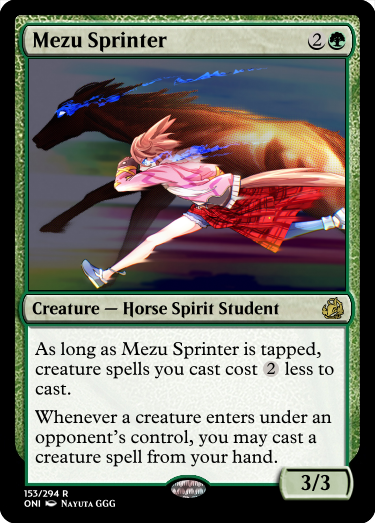 Mezu Sprinter 2
Creature — Horse Spirit Student
As long as Mezu Sprinter is tapped,
creature spells you cast cost 2 less to
cast.
Whenever a creature enters under an
opponent's control, you may cast a
creature spell from your hand.
3/3
153/294 R
ONI Nayuta GGG